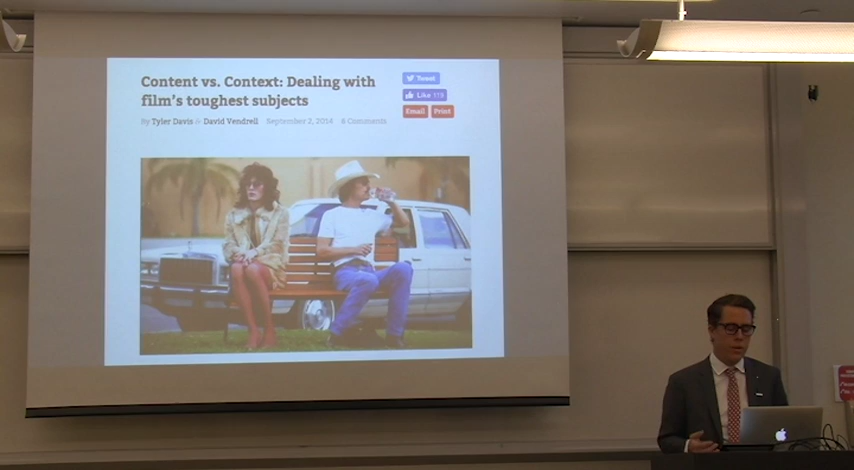 Content vs. Context: Dealing with
film's toughest subjects
By Tyler Davis & David Vendrell September 2, 2014 6 Comments
Tweet
Like 119
Email Print